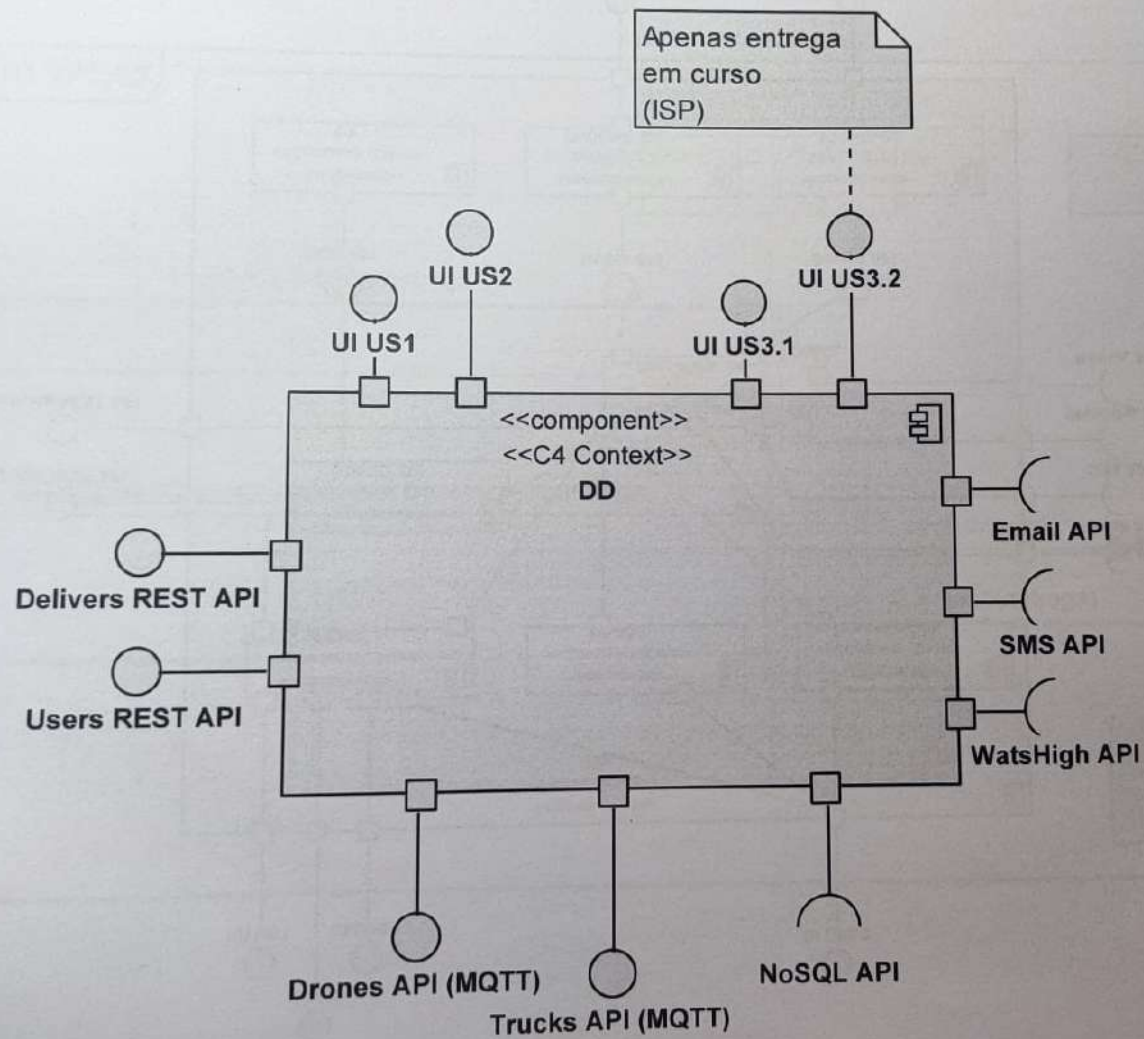 Apenas entrega
em curso
(ISP)
UI US2
UI US3.2
UI US1
UI US3.1
<<component>>
<<C4 Context>>
DD
Email API
Delivers REST API
SMS API
Users REST API
WatsHigh API
Drones API (MQTT)
NoSQL API
Trucks API (MQTT)